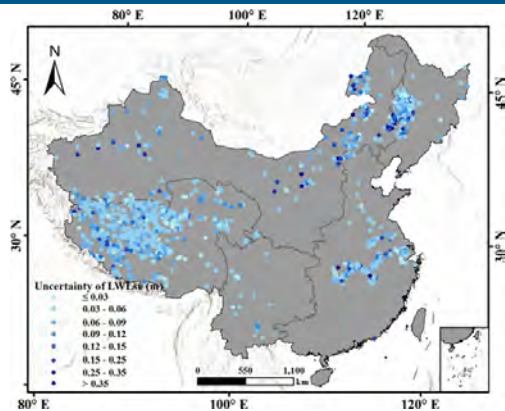 80° E 100° E 120° E
N
45° N
45° N
30° N
30° N
Uncertainty of LWLsu (m)
≤ 0.03
0.03 - 0.06
0.06 - 0.09
0.09 - 0.12
0.12 - 0.15
0.15 - 0.25
0.25 - 0.35
> 0.35
0 550 1,100
km
80° E 100° E 120° E